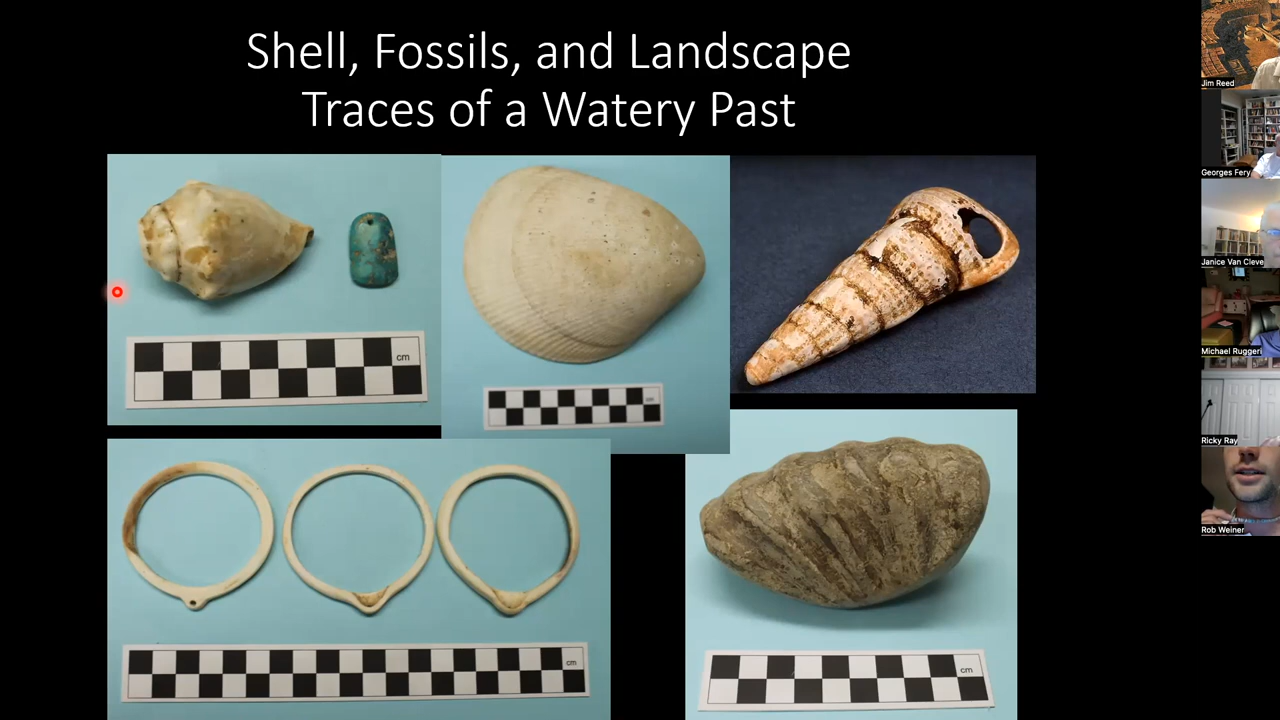 Shell, Fossils, and Landscape
Traces of a Watery Past
cm
cm
cm
cm
Jim Reed
Georges Fery
Janice Van Cleve
Michael Ruggeri
Ricky Ray
Rob Weiner